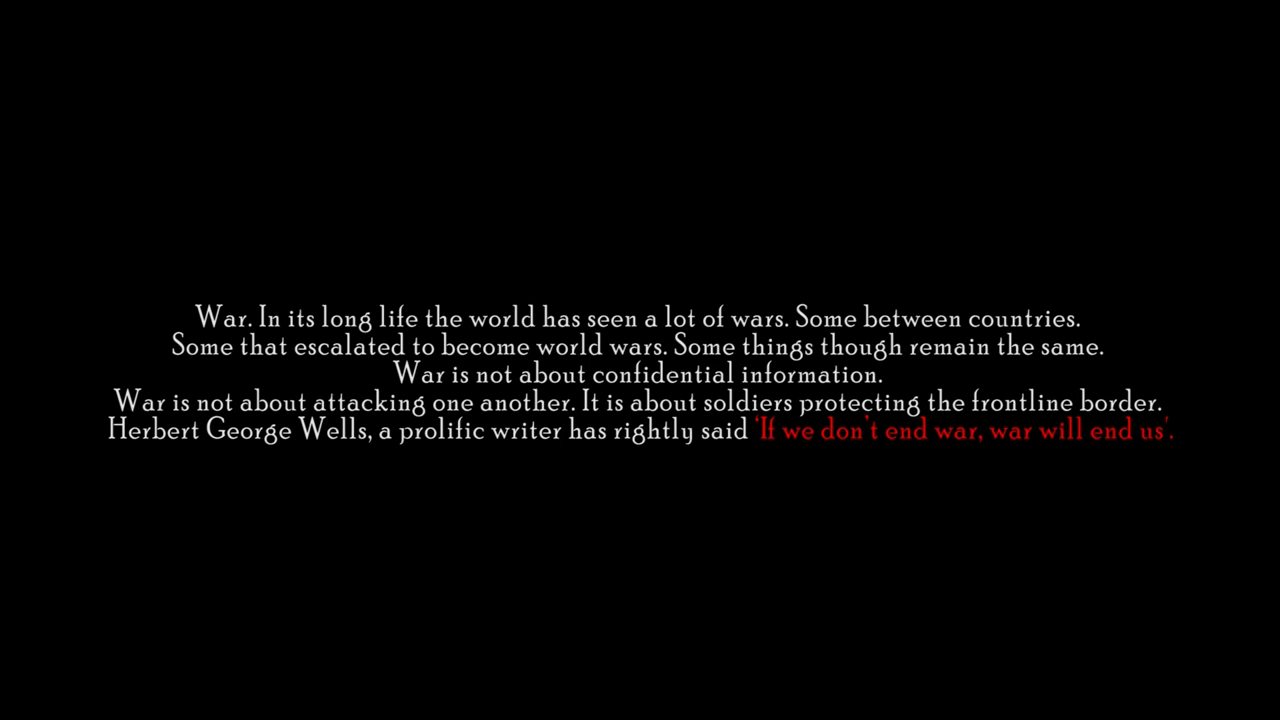 War. In its long life the world has seen a lot of wars. Some between countries.
Some that escalated to become world wars. Some things though remain the same.
War is not about confidential information.
War is not about attacking one another. It is about soldiers protecting the frontline border.
Herbert George Wells, a prolific writer has rightly said 'If we don't end war, war will end us'.